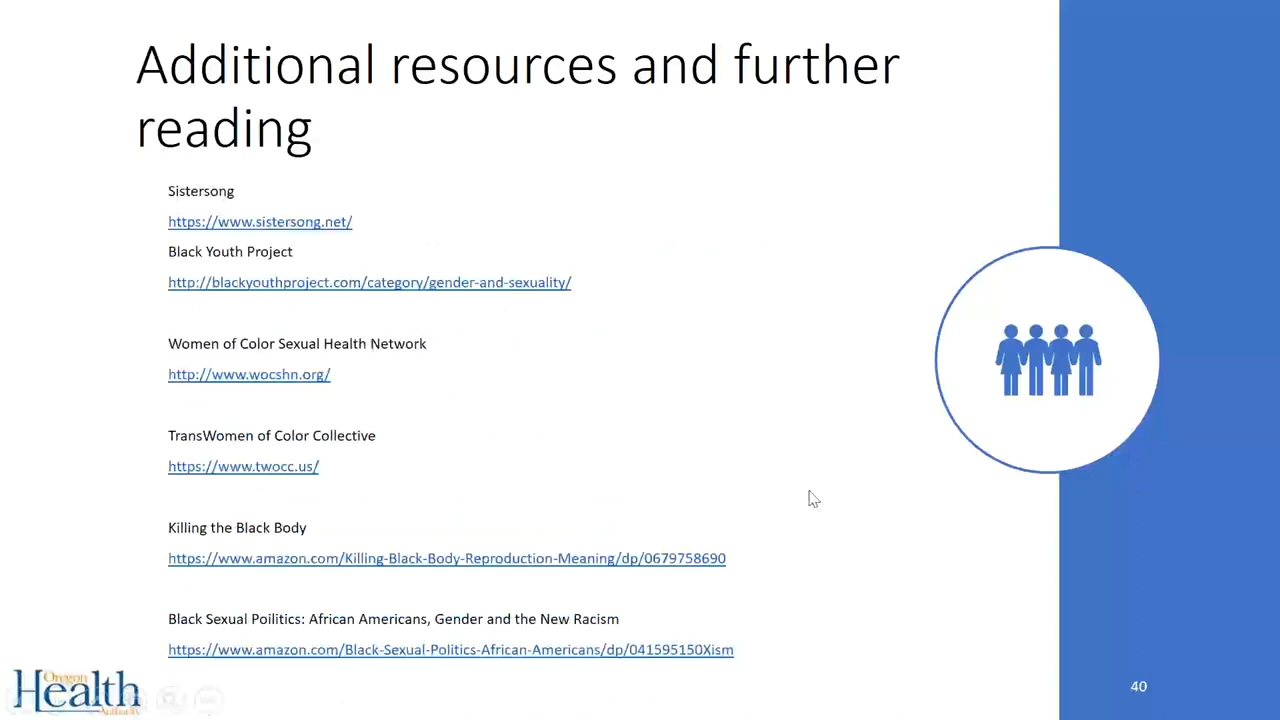 Additional resources and further
reading
Sistersong
https://www.sistersong.net/
Black Youth Project
http://blackyouthproject.com/category/gender-and-sexuality/
Women of Color Sexual Health Network
http://www.wocshn.org/
TransWomen of Color Collective
https://www.twocc.us/
Killing the Black Body
https://www.amazon.com/Killing-Black-Body-Reproduction-Meaning/dp/0679758690
Black Sexual Poilitics: African Americans, Gender and the New Racism
https://www.amazon.com/Black-Sexual-Politics-African-Americans/dp/041595150Xism
Oregon
Health
Authority
40